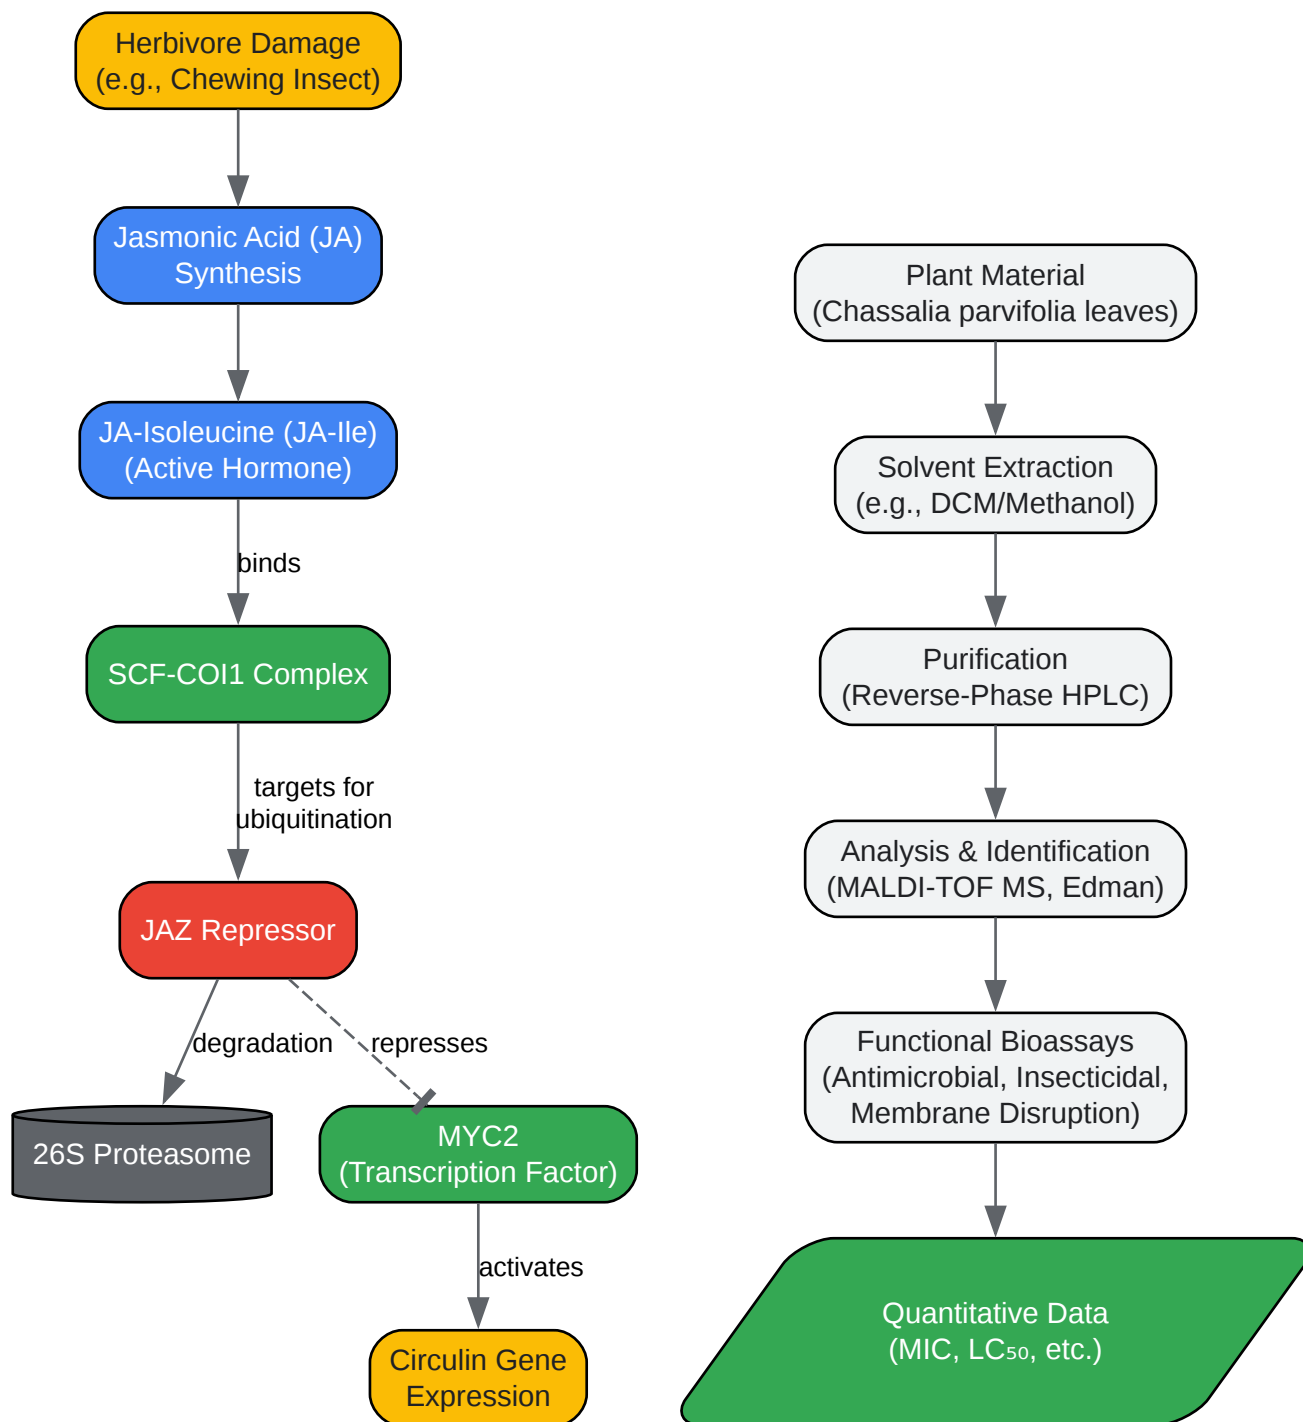 Herbivore Damage
(e.g., Chewing Insect)
Jasmonic Acid (JA)
Synthesis
JA-Isoleucine (JA-Ile)
(Active Hormone)
binds
SCF-COI1 Complex
targets for
ubiquitination
JAZ Repressor
degradation
represses
26S Proteasome
MYC2
(Transcription Factor)
activates
Circulin Gene
Expression
Plant Material
(Chassalia parvifolia leaves)
Solvent Extraction
(e.g., DCM/Methanol)
Purification
(Reverse-Phase HPLC)
Analysis & Identification
(MALDI-TOF MS, Edman)
Functional Bioassays
(Antimicrobial, Insecticidal,
Membrane Disruption)
Quantitative Data
(MIC, LC₅₀, etc.)